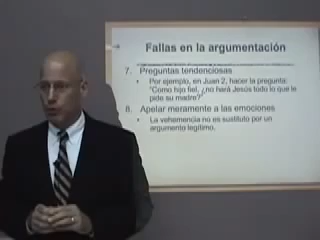 Fallas en la argumentación
7. Preguntas tendenciosas
• Por ejemplo, en Juan 2, hacer la pregunta:
"Como hijo fiel, ¿no hará Jesús todo lo que le
pide su madre?"
8. Apelar meramente a las emociones
• La vehemencia no es sustituto por un
argumento legítimo.